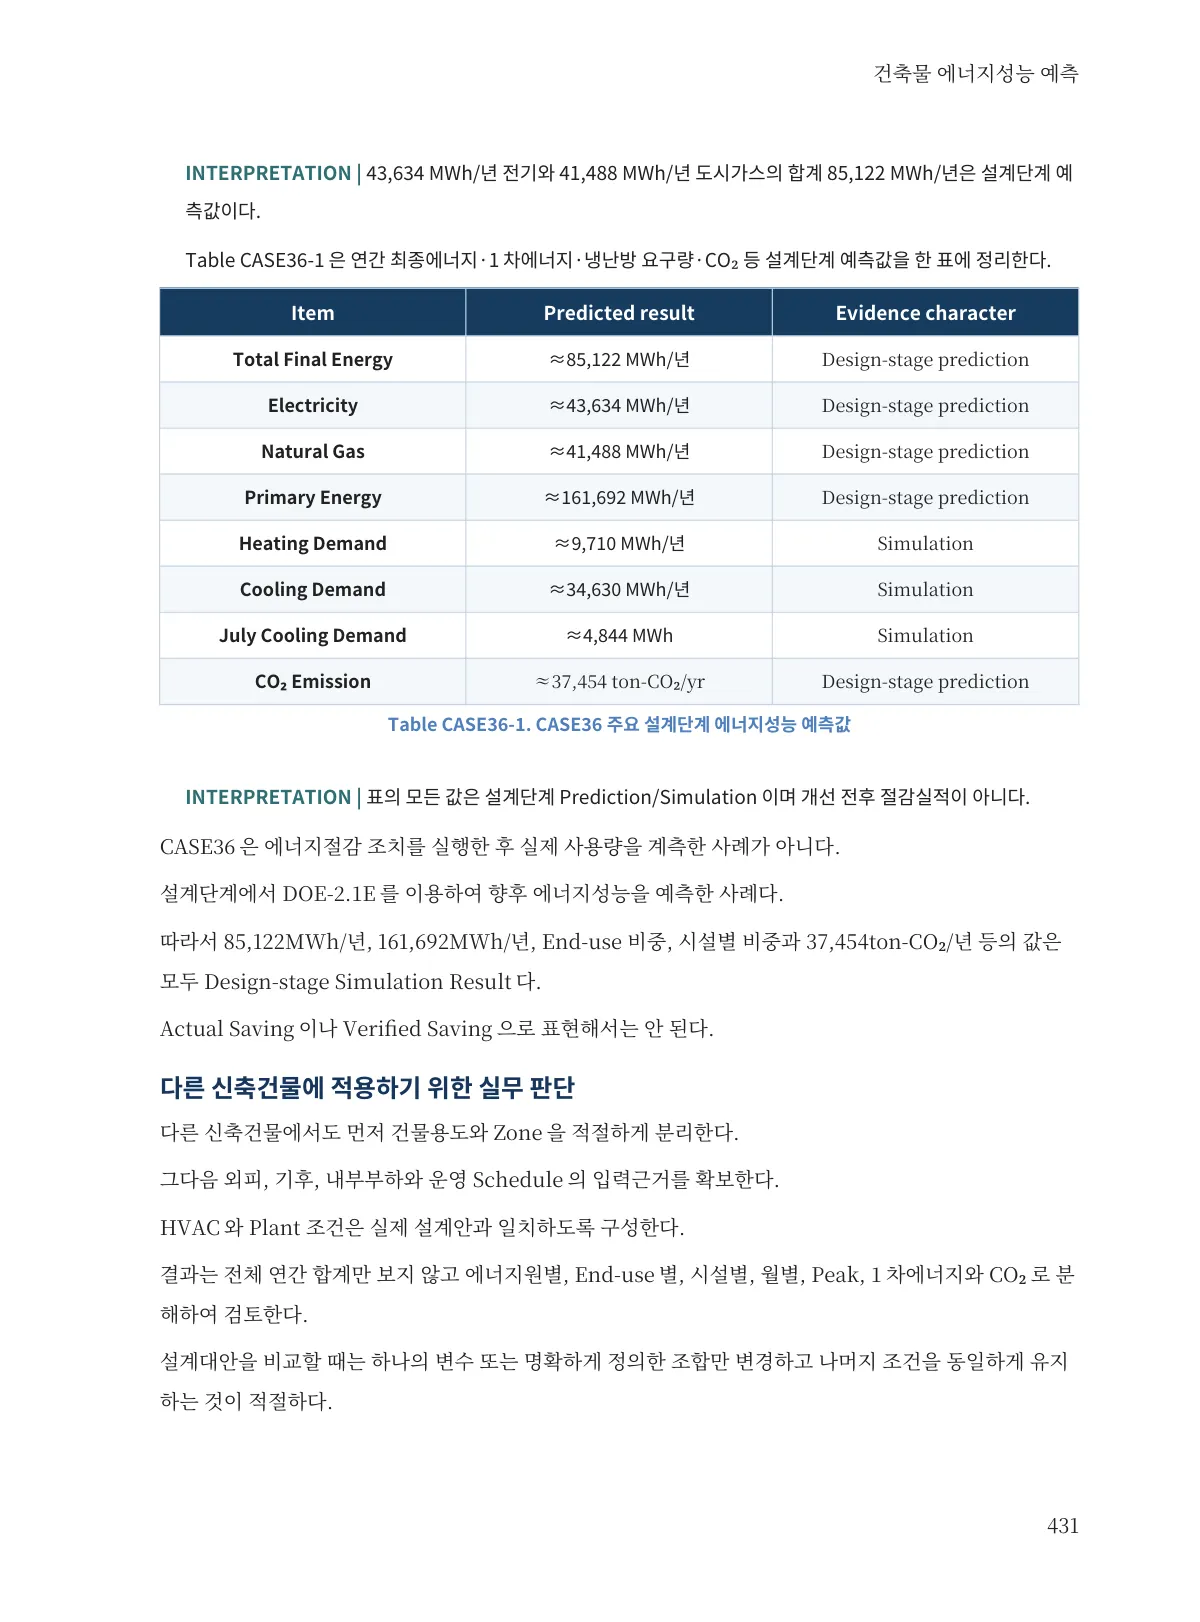 건축물 에너지성능 예측
INTERPRETATION | 43,634 MWh/년 전기와 41,488 MWh/년 도시가스의 합계 85,122 MWh/년은 설계단계 예
측값이다.
Table CASE36-1 은 연간 최종에너지·1 차에너지·냉난방 요구량·CO₂ 등 설계단계 예측값을 한 표에 정리한다.
Item Predicted result Evidence character
Total Final Energy ≈85,122 MWh/년 Design-stage prediction
Electricity ≈43,634 MWh/년 Design-stage prediction
Natural Gas ≈41,488 MWh/년 Design-stage prediction
Primary Energy ≈161,692 MWh/년 Design-stage prediction
Heating Demand ≈9,710 MWh/년 Simulation
Cooling Demand ≈34,630 MWh/년 Simulation
July Cooling Demand ≈4,844 MWh Simulation
CO₂ Emission ≈37,454 ton-CO₂/yr Design-stage prediction
Table CASE36-1. CASE36 주요 설계단계 에너지성능 예측값
INTERPRETATION | 표의 모든 값은 설계단계 Prediction/Simulation 이며 개선 전후 절감실적이 아니다.
CASE36 은 에너지절감 조치를 실행한 후 실제 사용량을 계측한 사례가 아니다.
설계단계에서 DOE-2.1E 를 이용하여 향후 에너지성능을 예측한 사례다.
따라서 85,122MWh/년, 161,692MWh/년, End-use 비중, 시설별 비중과 37,454ton-CO₂/년 등의 값은
모두 Design-stage Simulation Result 다.
Actual Saving 이나 Verified Saving 으로 표현해서는 안 된다.
다른 신축건물에 적용하기 위한 실무 판단
다른 신축건물에서도 먼저 건물용도와 Zone 을 적절하게 분리한다.
그다음 외피, 기후, 내부부하와 운영 Schedule 의 입력근거를 확보한다.
HVAC 와 Plant 조건은 실제 설계안과 일치하도록 구성한다.
결과는 전체 연간 합계만 보지 않고 에너지원별, End-use 별, 시설별, 월별, Peak, 1 차에너지와 CO₂ 로 분
해하여 검토한다.
설계대안을 비교할 때는 하나의 변수 또는 명확하게 정의한 조합만 변경하고 나머지 조건을 동일하게 유지
하는 것이 적절하다.
431